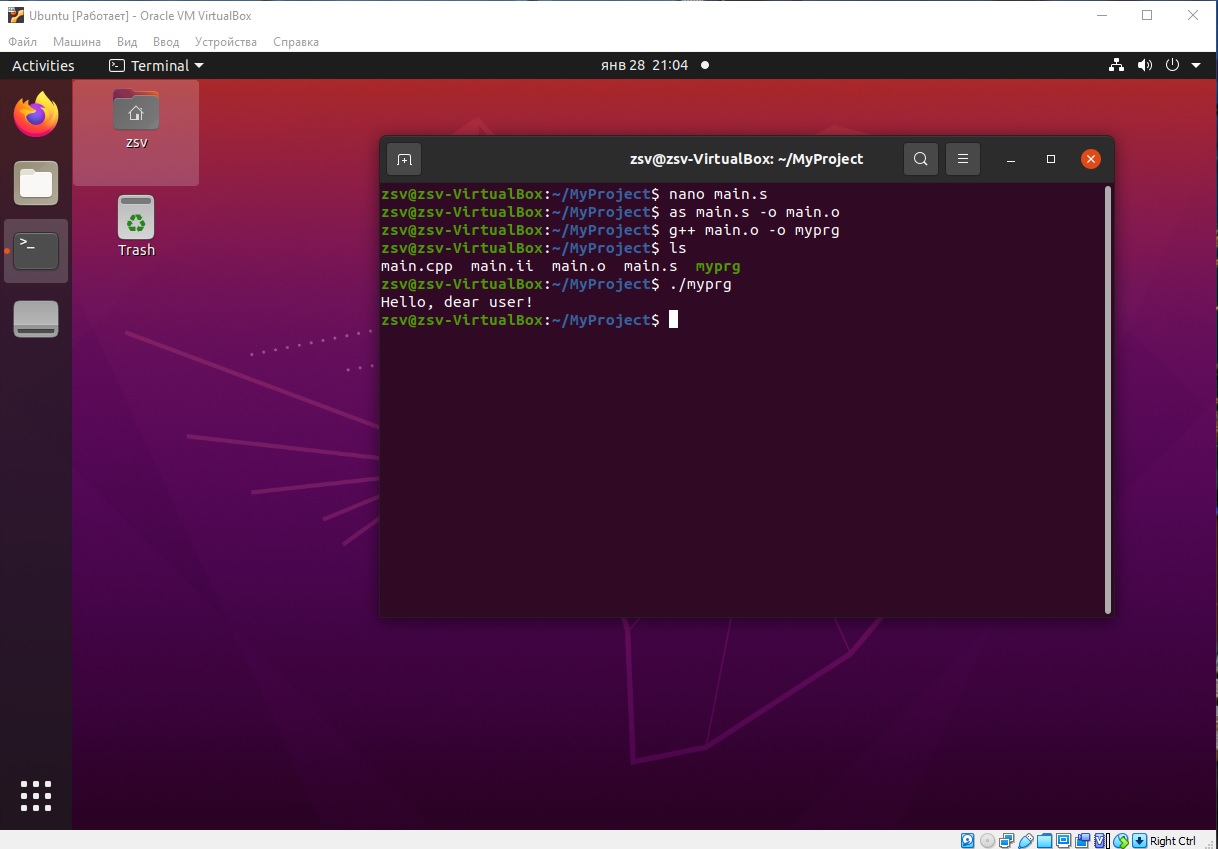 Ubuntu [Работает] - Oracle VM VirtualBox
Файл Машина Вид Ввод Устройства Справка
Activities Terminal янв 28 21:04
zsv
Trash
zsv@zsv-VirtualBox: ~/MyProject
zsv@zsv-VirtualBox:~/MyProject$ nano main.s
zsv@zsv-VirtualBox:~/MyProject$ as main.s -o main.o
zsv@zsv-VirtualBox:~/MyProject$ g++ main.o -o myprg
zsv@zsv-VirtualBox:~/MyProject$ ls
main.cpp main.ii main.o main.s myprg
zsv@zsv-VirtualBox:~/MyProject$ ./myprg
Hello, dear user!
zsv@zsv-VirtualBox:~/MyProject$
Right Ctrl